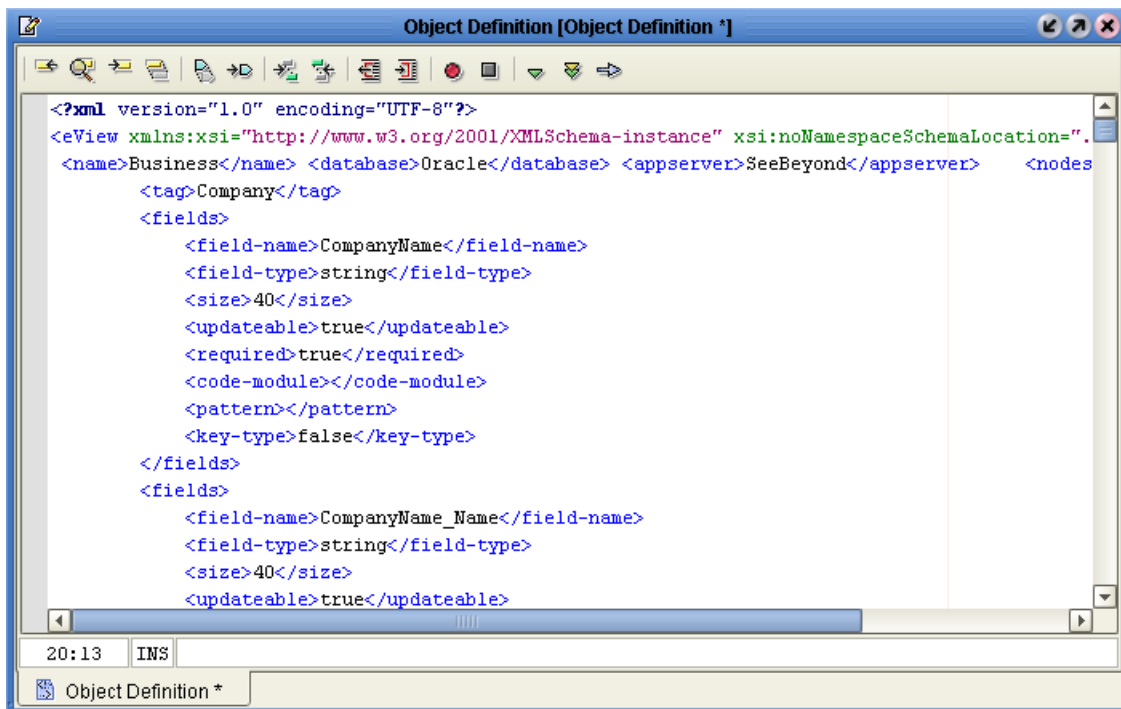 Object Definition [Object Definition *]
<?xml version="1.0" encoding="UTF-8"?>
<eView xmlns:xsi="http://www.w3.org/2001/XMLSchema-instance" xsi:noNamespaceSchemaLocation=".
<name>Business</name> <database>Oracle</database> <appserver>SeeBeyond</appserver> <nodes
<tag>Company</tag>
<fields>
<field-name>CompanyName</field-name>
<field-type>string</field-type>
<size>40</size>
<updateable>true</updateable>
<required>true</required>
<code-module></code-module>
<pattern></pattern>
<key-type>false</key-type>
</fields>
<fields>
<field-name>CompanyName_Name</field-name>
<field-type>string</field-type>
<size>40</size>
<updateable>true</updateable>
20:13 INS
Object Definition *